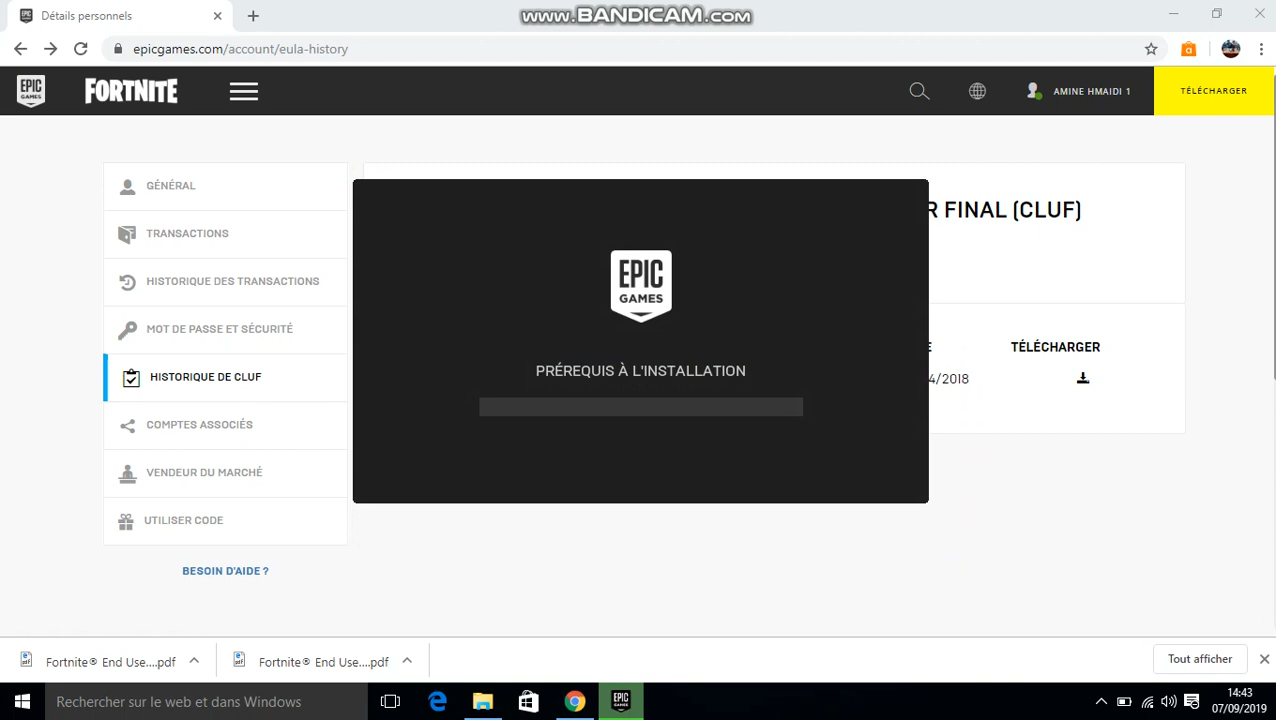 Détails personnels
www.BANDICAM.com
epicgames.com/account/eula-history
EPIC GAMES
FORTNITE
AMINE HMAIDI 1
TÉLÉCHARGER
GÉNÉRAL
TRANSACTIONS
HISTORIQUE DES TRANSACTIONS
MOT DE PASSE ET SÉCURITÉ
HISTORIQUE DE CLUF
COMPTES ASSOCIÉS
VENDEUR DU MARCHÉ
UTILISER CODE
BESOIN D'AIDE ?
R FINAL (CLUF)
E
TÉLÉCHARGER
4/2018
EPIC
GAMES
PRÉREQUIS À L'INSTALLATION
Fortnite® End Use....pdf
Fortnite® End Use....pdf
Tout afficher
Rechercher sur le web et dans Windows
EPIC GAMES
14:43
07/09/2019